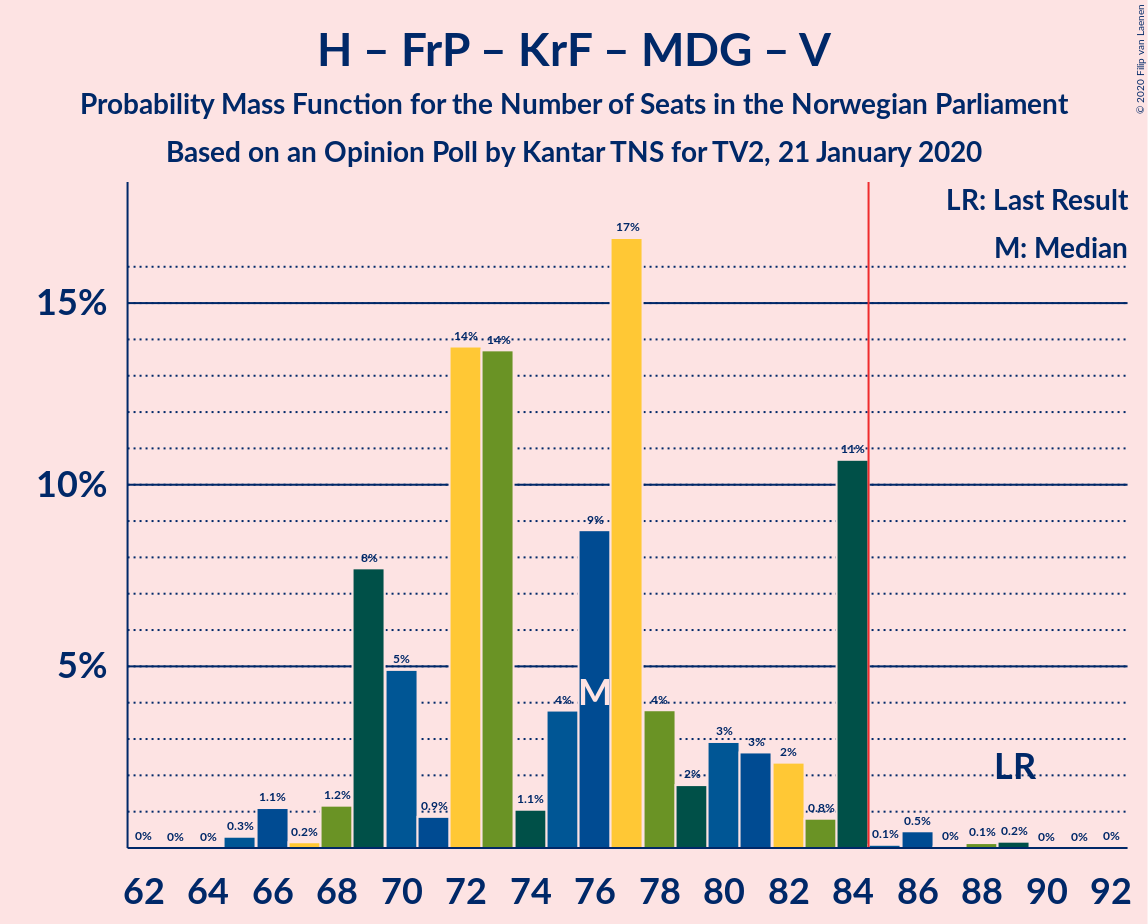 H – FrP – KrF – MDG – V
Probability Mass Function for the Number of Seats in the Norwegian Parliament
Based on an Opinion Poll by Kantar TNS for TV2, 21 January 2020
© 2020 Filip van Laenen
LR: Last Result
M: Median
15%
10%
5%
0% 0% 0% 0.3% 1.1% 0.2% 1.2% 8% 5% 0.9% 14% 14% 1.1% 4% 9% 17% 4% 2% 3% 3% 2% 0.8% 11% 0.1% 0.5% 0% 0.1% 0.2% 0% 0% 0%
M
LR
62 64 66 68 70 72 74 76 78 80 82 84 86 88 90 92